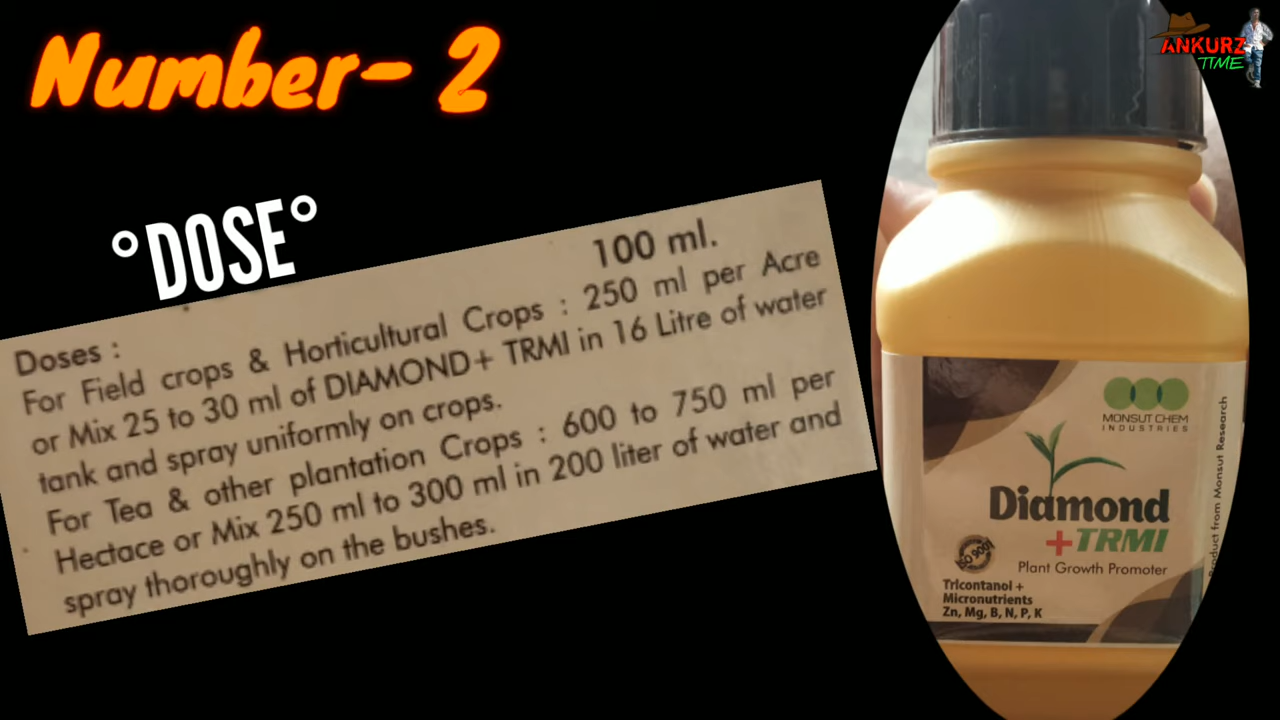 Number- 2
ANKURZ
TIME
°DOSE°
100 ml.
Doses :
For Field crops & Horticultural Crops : 250 ml per Acre
or Mix 25 to 30 ml of DIAMOND+ TRMI in 16 Litre of water
tank and spray uniformly on crops.
For Tea & other plantation Crops : 600 to 750 ml per
Hectace or Mix 250 ml to 300 ml in 200 liter of water and
spray thoroughly on the bushes.
MONSUT CHEM
INDUSTRIES
Diamond
+TRMI
Plant Growth Promoter
ISO 9001
Tricontanol +
Micronutrients
Zn, Mg, B, N, P, K
Product from Monsut Research